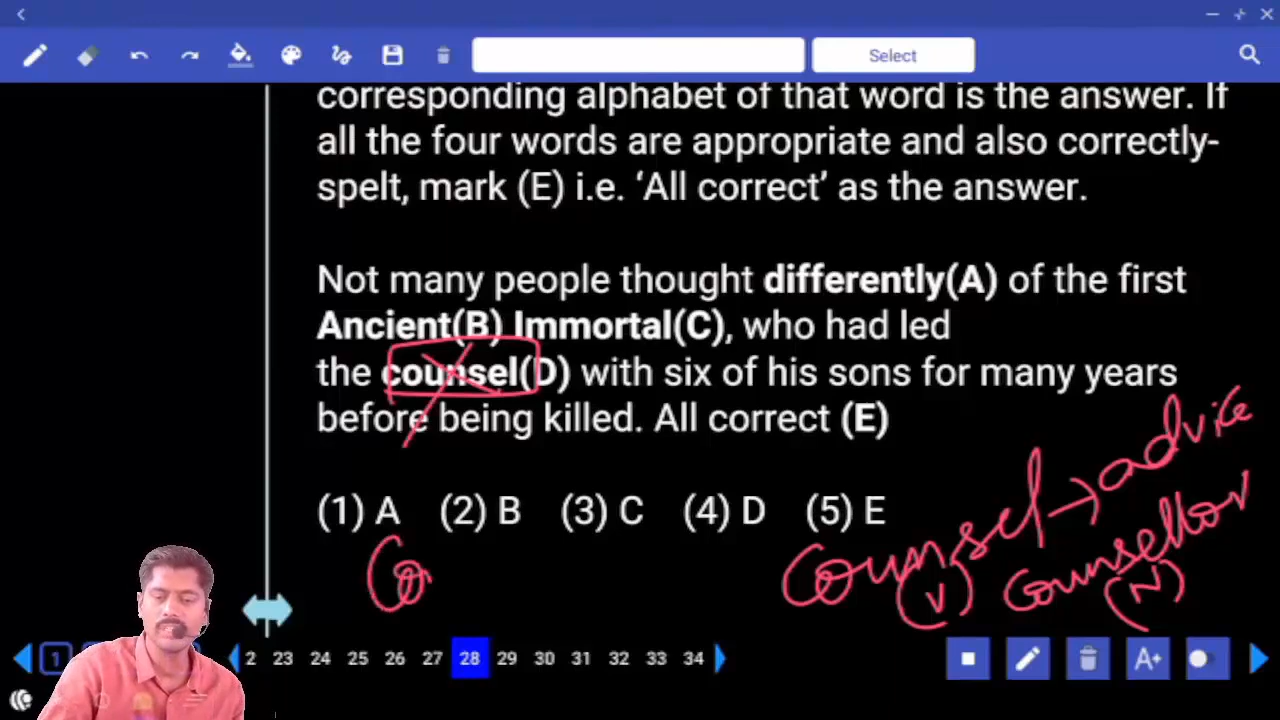 Select
corresponding alphabet of that word is the answer. If
all the four words are appropriate and also correctly-
spelt, mark (E) i.e. ‘All correct’ as the answer.
Not many people thought differently(A) of the first
Ancient(B) Immortal(C), who had led
the counsel(D) with six of his sons for many years
before being killed. All correct (E)
(1) A (2) B (3) C (4) D (5) E
Counsel → advice
(V)
Counsellor
(N)
Co
1
2 23 24 25 26 27 28 29 30 31 32 33 34
A+